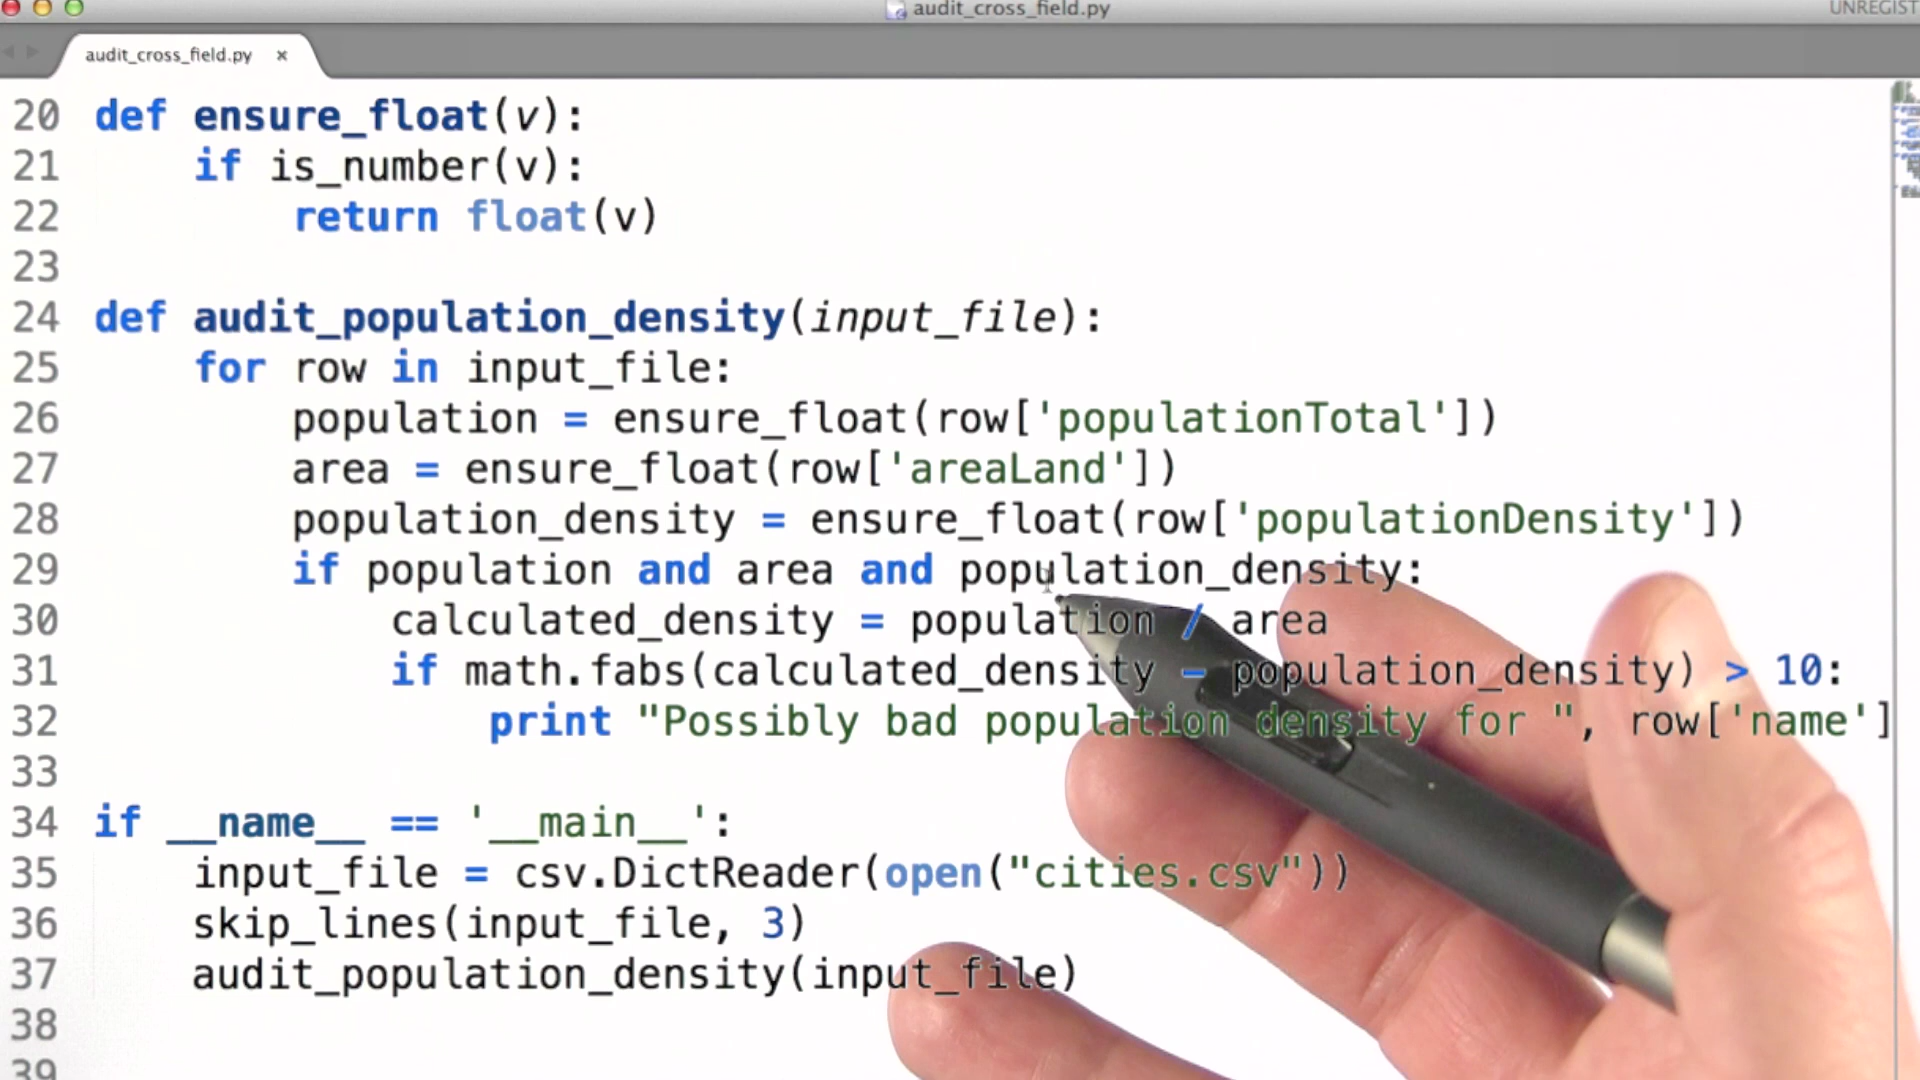 audit_cross_field.py
UNREGIST
audit_cross_field.py ×
20 def ensure_float(v):
21     if is_number(v):
22         return float(v)
23
24 def audit_population_density(input_file):
25     for row in input_file:
26         population = ensure_float(row['populationTotal'])
27         area = ensure_float(row['areaLand'])
28         population_density = ensure_float(row['populationDensity'])
29         if population and area and population_density:
30             calculated_density = population / area
31             if math.fabs(calculated_density - population_density) > 10:
32                 print "Possibly bad population density for ", row['name']
33
34 if __name__ == '__main__':
35     input_file = csv.DictReader(open("cities.csv"))
36     skip_lines(input_file, 3)
37     audit_population_density(input_file)
38
39